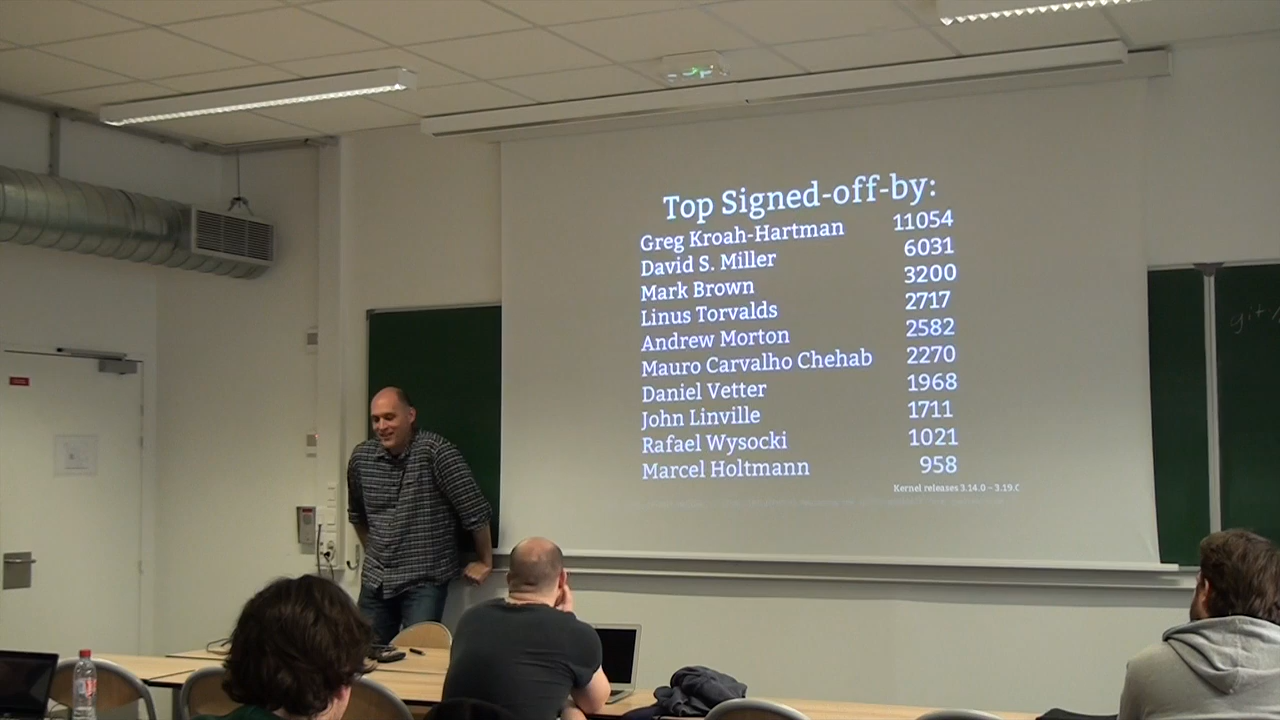 Top Signed-off-by:
Greg Kroah-Hartman 11054
David S. Miller 6031
Mark Brown 3200
Linus Torvalds 2717
Andrew Morton 2582
Mauro Carvalho Chehab 2270
Daniel Vetter 1968
John Linville 1711
Rafael Wysocki 1021
Marcel Holtmann 958
Kernel releases 3.14.0 – 3.19.0
git